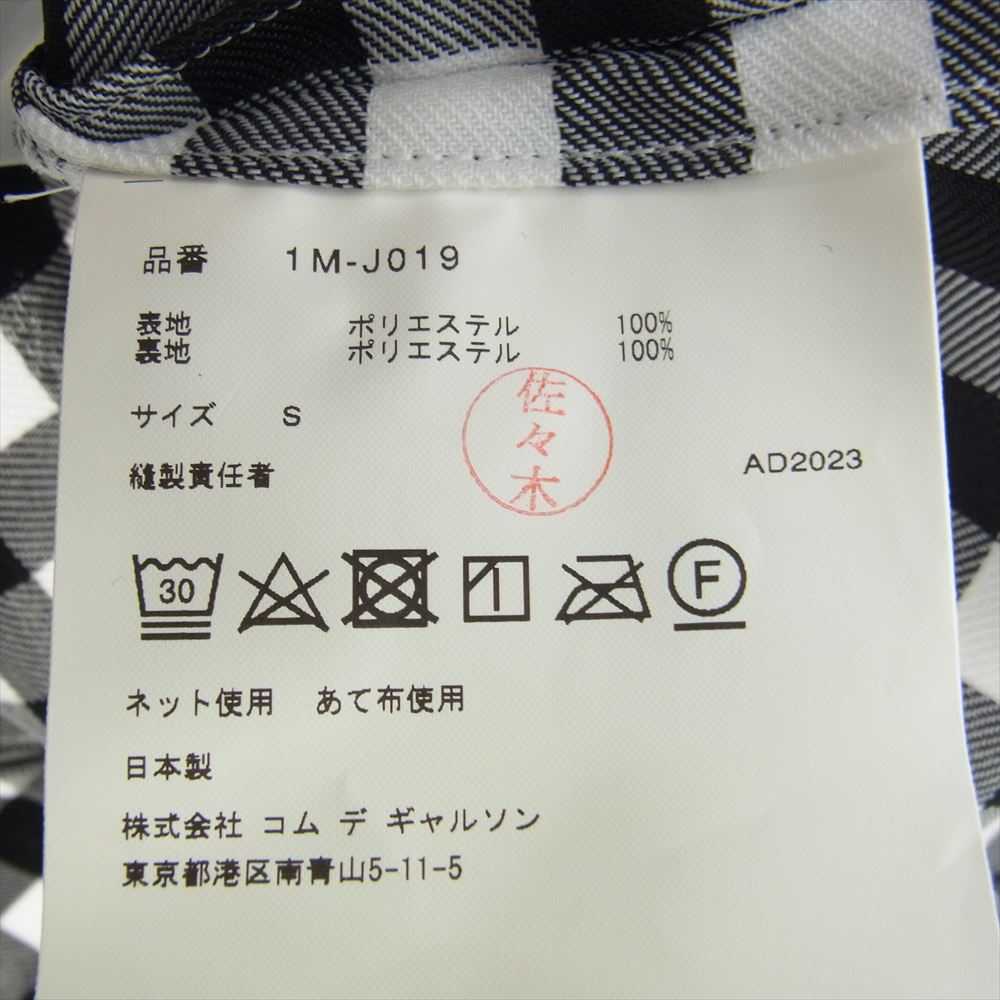 品番 1M-J019
表地 ポリエステル 100%
裏地 ポリエステル 100%
サイズ S
佐々木
縫製責任者
AD2023
30
F
ネット使用 あて布使用
日本製
株式会社 コム デ ギャルソン
東京都港区南青山5-11-5